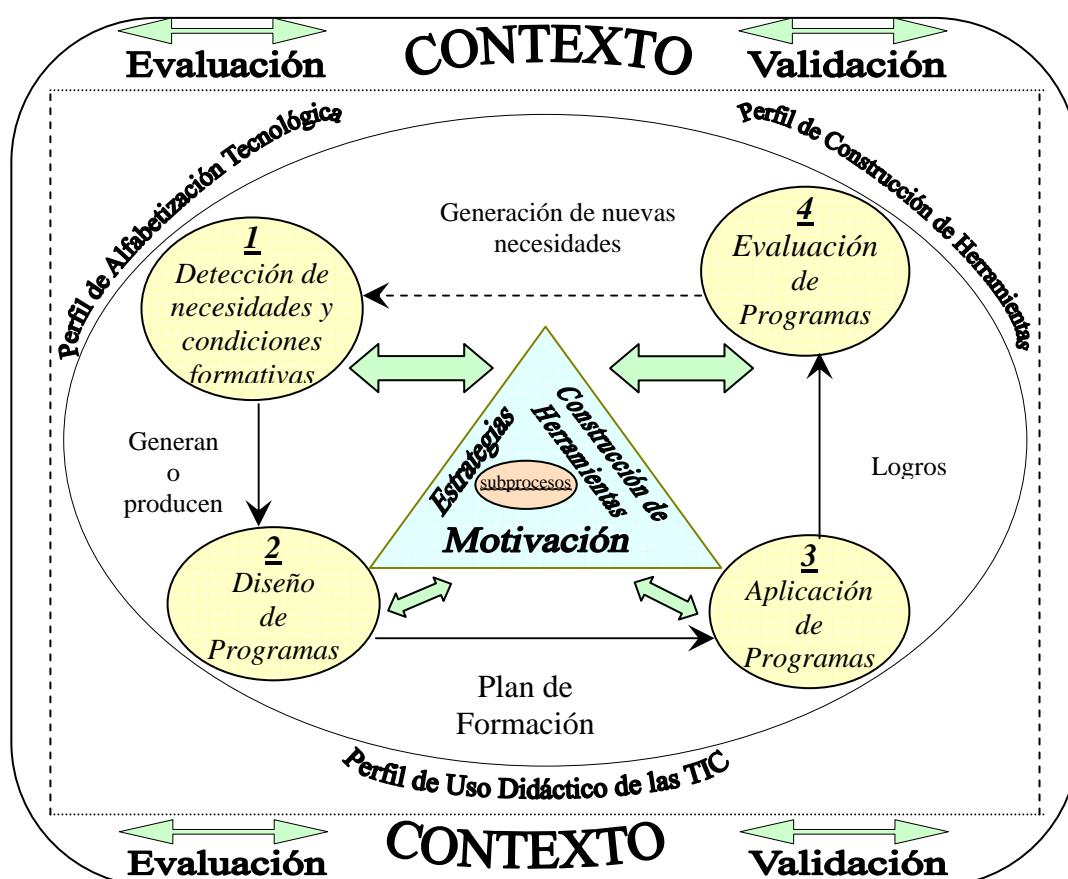 Evaluación
CONTEXTO
Validación
Perfil de Alfabetización Tecnológica
Perfil de Construcción de Herramientas
1
Detección de
necesidades y
condiciones
formativas
Generación de nuevas
necesidades
4
Evaluación
de
Programas
Generan
o
producen
Estrategias
Construcción de
Herramientas
subprocesos
Motivación
Logros
2
Diseño
de
Programas
3
Aplicación
de
Programas
Plan de
Formación
Perfil de Uso Didáctico de las TIC
Evaluación
CONTEXTO
Validación